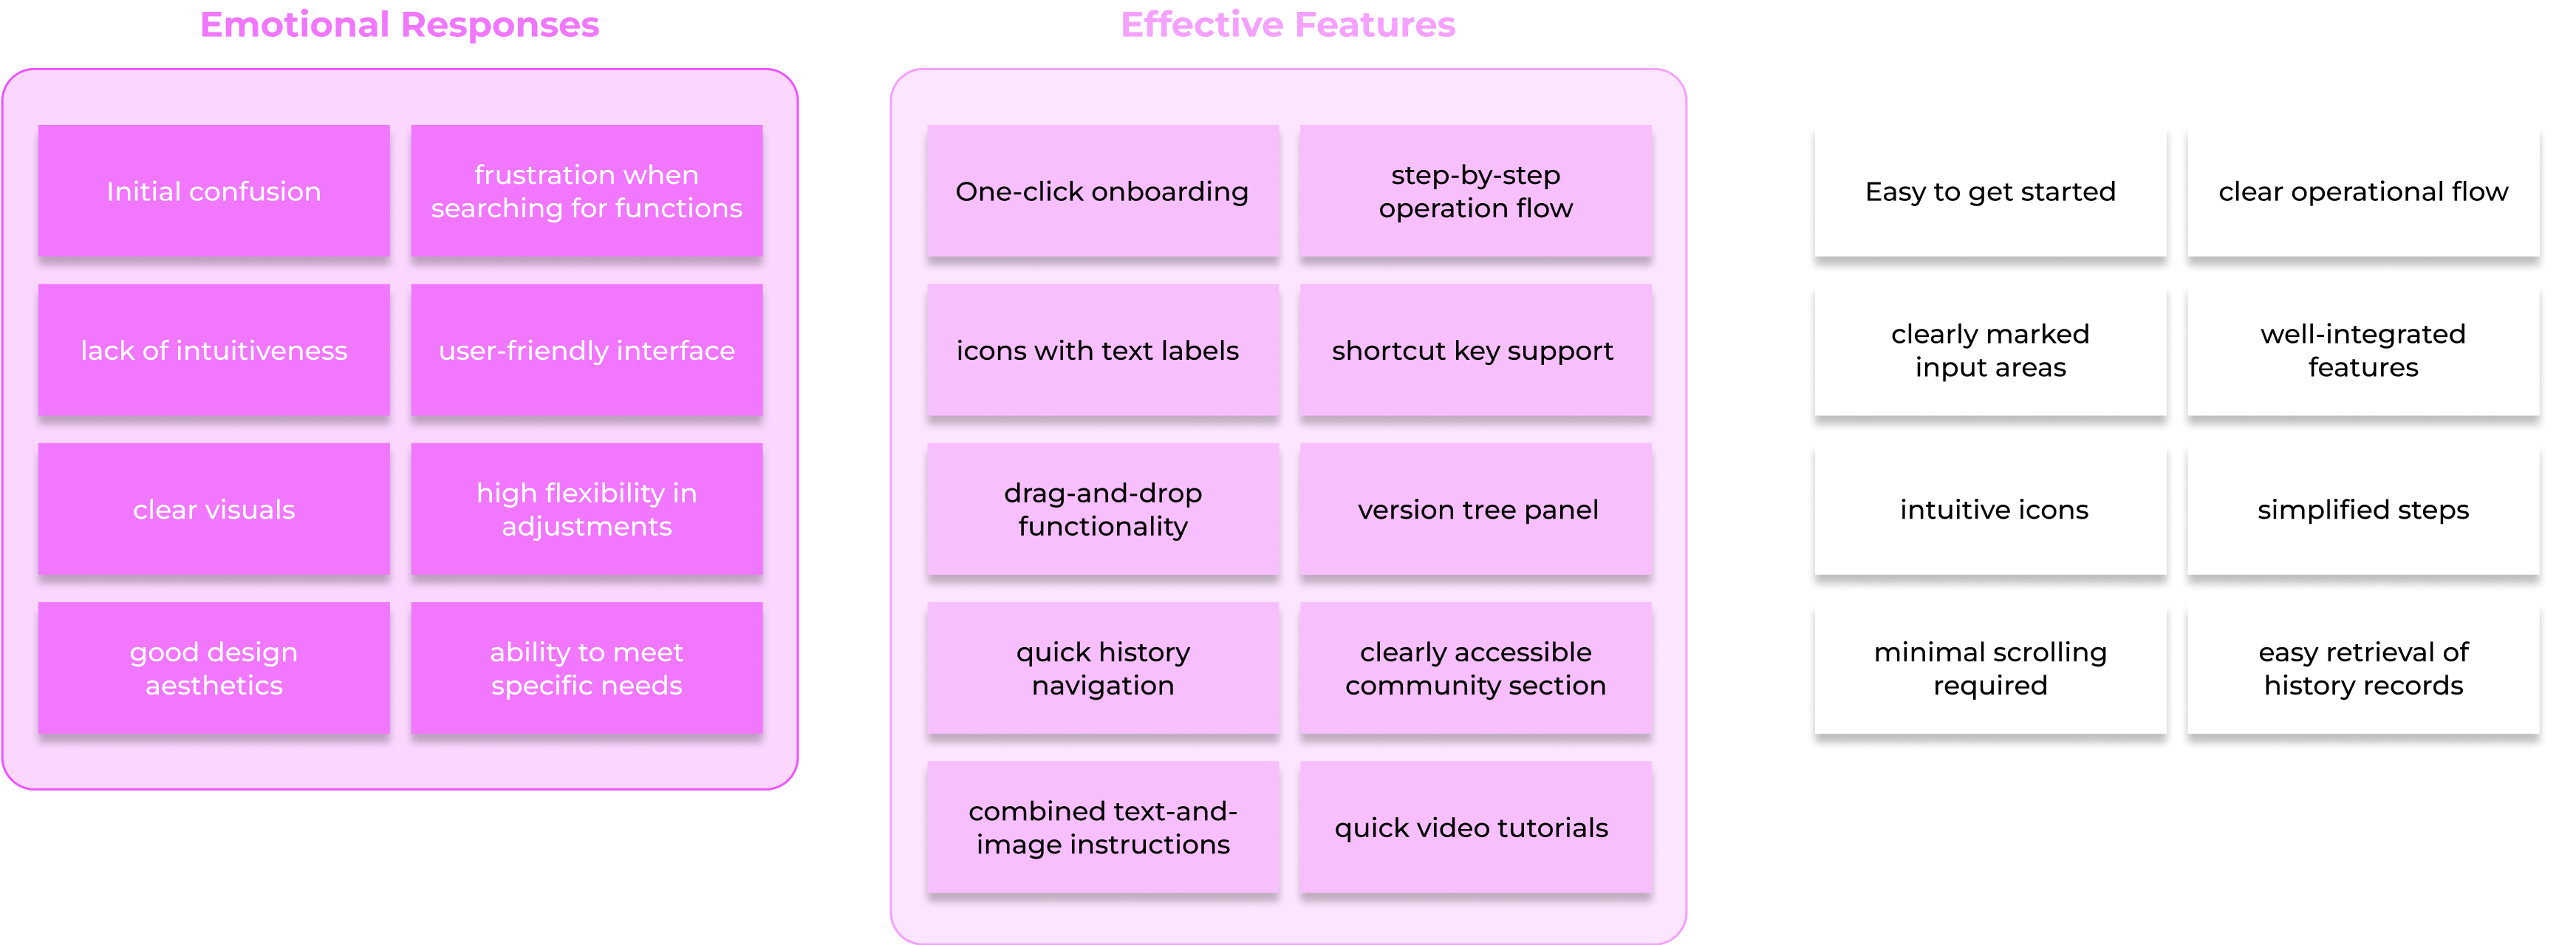 Emotional Responses
Initial confusion
frustration when
searching for functions
lack of intuitiveness
user-friendly interface
clear visuals
high flexibility in
adjustments
good design
aesthetics
ability to meet
specific needs
Effective Features
One-click onboarding
step-by-step
operation flow
icons with text labels
shortcut key support
drag-and-drop
functionality
version tree panel
quick history
navigation
clearly accessible
community section
combined text-and-
image instructions
quick video tutorials
Easy to get started
clear operational flow
clearly marked
input areas
well-integrated
features
intuitive icons
simplified steps
minimal scrolling
required
easy retrieval of
history records